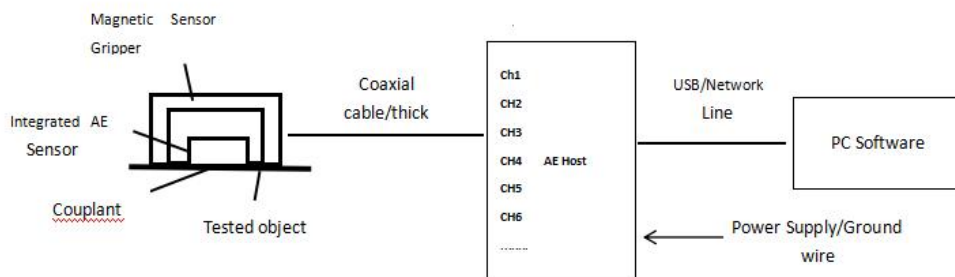 Magnetic Sensor
Gripper
Integrated AE
Sensor
Couplant
Tested object
Coaxial
cable/thick
Ch1
CH2
CH3
CH4 AE Host
CH5
CH6
......
USB/Network
Line
PC Software
Power Supply/Ground
wire